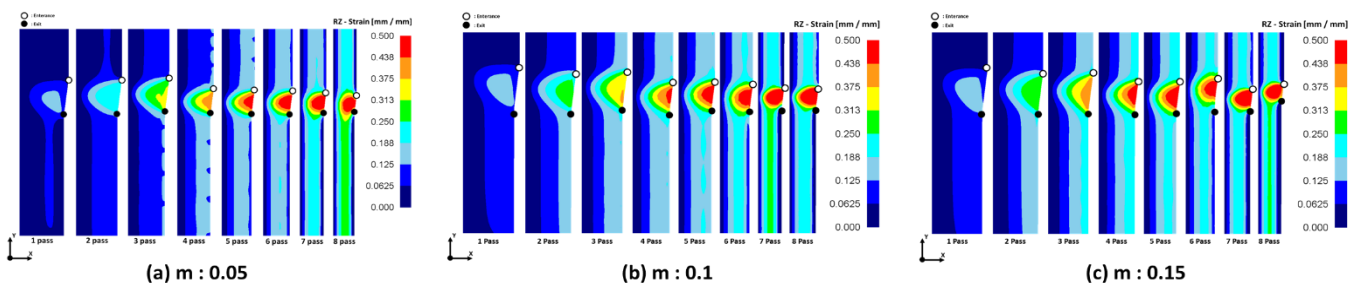 ○ : Enterance
● : Exit
RZ - Strain [mm / mm]
0.500
0.438
0.375
0.313
0.250
0.188
0.125
0.0625
0.000
Y
X
1 pass 2 pass 3 pass 4 pass 5 pass 6 pass 7 pass 8 pass
(a) m : 0.05
○ : Enterance
● : Exit
RZ - Strain [mm / mm]
0.500
0.438
0.375
0.313
0.250
0.188
0.125
0.0625
0.000
Y
X
1 Pass 2 Pass 3 Pass 4 Pass 5 Pass 6 Pass 7 Pass 8 Pass
(b) m : 0.1
○ : Enterance
● : Exit
RZ - Strain [mm / mm]
0.500
0.438
0.375
0.313
0.250
0.188
0.125
0.0625
0.000
Y
X
1 Pass 2 Pass 3 Pass 4 Pass 5 Pass 6 Pass 7 Pass 8 Pass
(c) m : 0.15